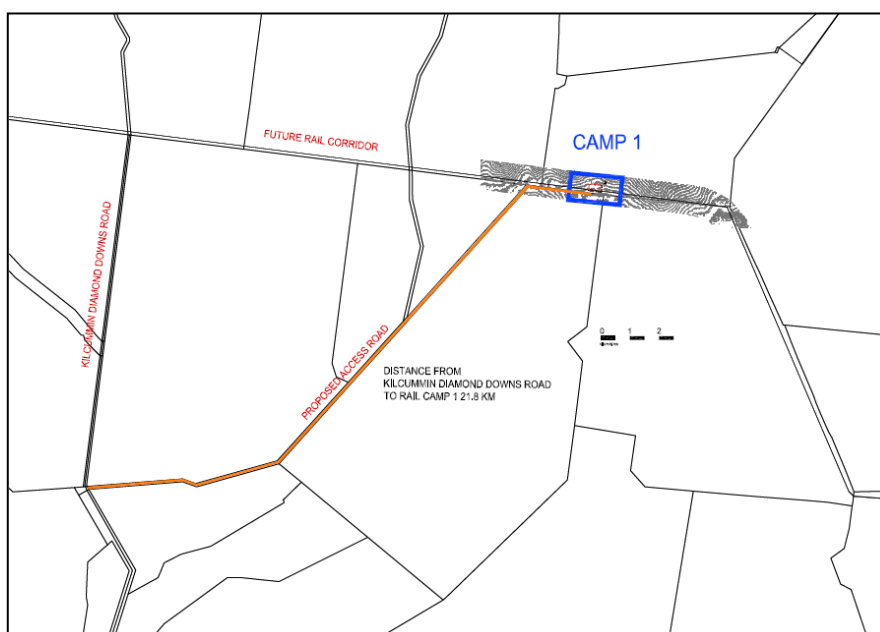 CAMP 1
FUTURE RAIL CORRIDOR
KILCUMMIN DIAMOND DOWNS ROAD
PROPOSED ACCESS ROAD
0 1 2
DISTANCE FROM
KILCUMMIN DIAMOND DOWNS ROAD
TO RAIL CAMP 1 21.8 KM